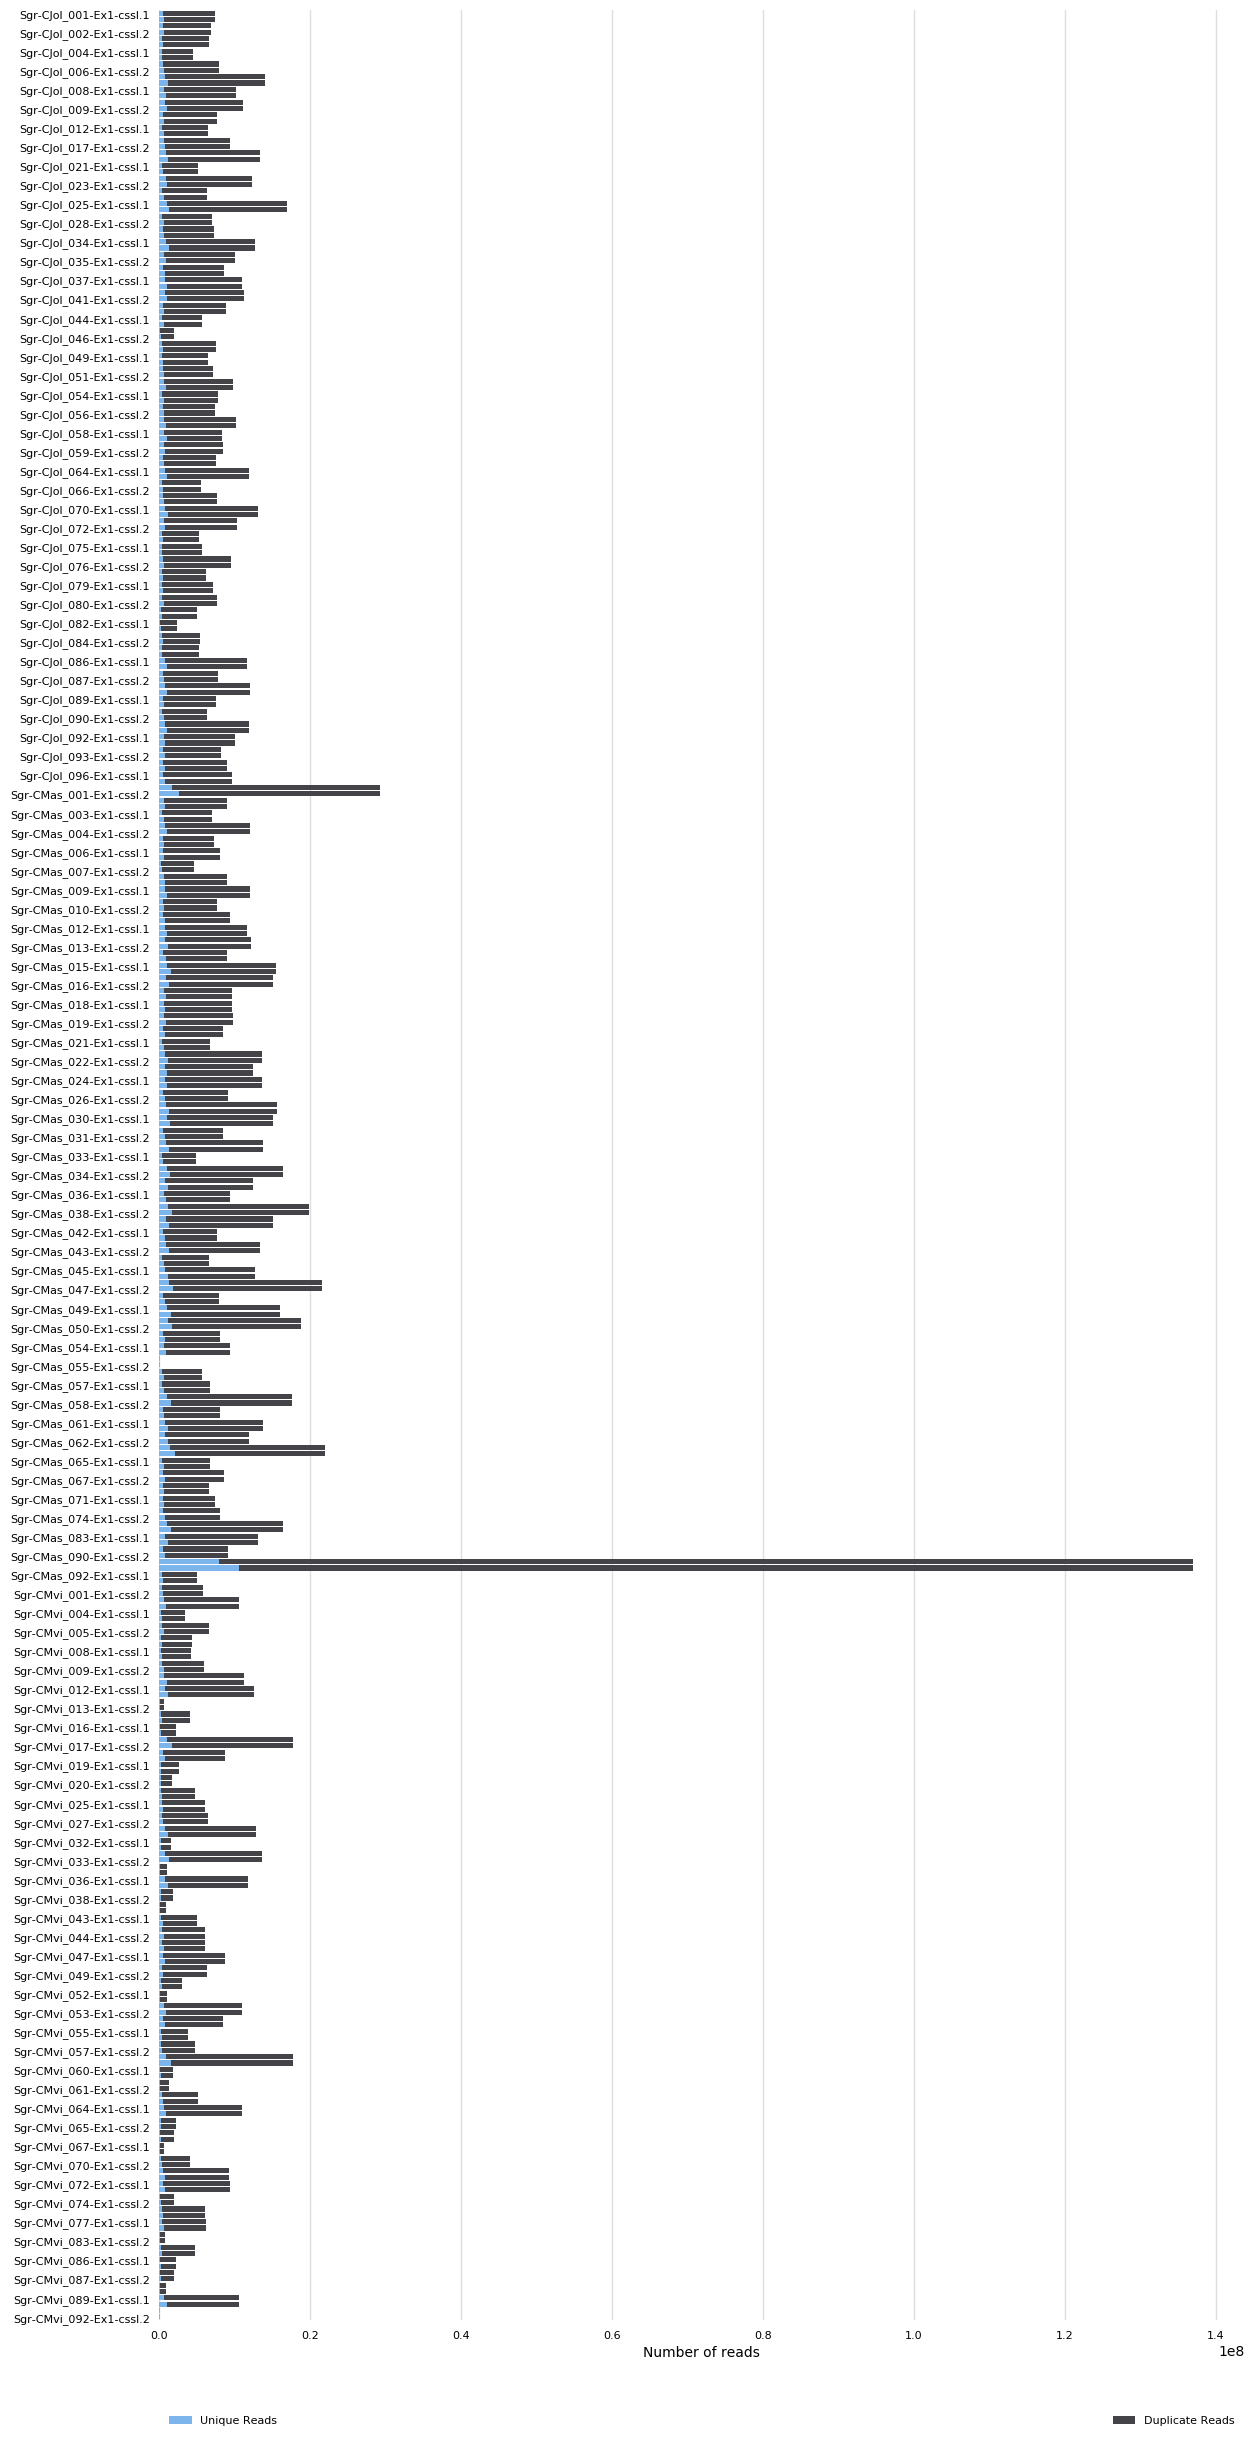 Sgr-CJol_001-Ex1-cssl.1
Sgr-CJol_002-Ex1-cssl.2
Sgr-CJol_004-Ex1-cssl.1
Sgr-CJol_006-Ex1-cssl.2
Sgr-CJol_008-Ex1-cssl.1
Sgr-CJol_009-Ex1-cssl.2
Sgr-CJol_012-Ex1-cssl.1
Sgr-CJol_017-Ex1-cssl.2
Sgr-CJol_021-Ex1-cssl.1
Sgr-CJol_023-Ex1-cssl.2
Sgr-CJol_025-Ex1-cssl.1
Sgr-CJol_028-Ex1-cssl.2
Sgr-CJol_034-Ex1-cssl.1
Sgr-CJol_035-Ex1-cssl.2
Sgr-CJol_037-Ex1-cssl.1
Sgr-CJol_041-Ex1-cssl.2
Sgr-CJol_044-Ex1-cssl.1
Sgr-CJol_046-Ex1-cssl.2
Sgr-CJol_049-Ex1-cssl.1
Sgr-CJol_051-Ex1-cssl.2
Sgr-CJol_054-Ex1-cssl.1
Sgr-CJol_056-Ex1-cssl.2
Sgr-CJol_058-Ex1-cssl.1
Sgr-CJol_059-Ex1-cssl.2
Sgr-CJol_064-Ex1-cssl.1
Sgr-CJol_066-Ex1-cssl.2
Sgr-CJol_070-Ex1-cssl.1
Sgr-CJol_072-Ex1-cssl.2
Sgr-CJol_075-Ex1-cssl.1
Sgr-CJol_076-Ex1-cssl.2
Sgr-CJol_079-Ex1-cssl.1
Sgr-CJol_080-Ex1-cssl.2
Sgr-CJol_082-Ex1-cssl.1
Sgr-CJol_084-Ex1-cssl.2
Sgr-CJol_086-Ex1-cssl.1
Sgr-CJol_087-Ex1-cssl.2
Sgr-CJol_089-Ex1-cssl.1
Sgr-CJol_090-Ex1-cssl.2
Sgr-CJol_092-Ex1-cssl.1
Sgr-CJol_093-Ex1-cssl.2
Sgr-CJol_096-Ex1-cssl.1
Sgr-CMas_001-Ex1-cssl.2
Sgr-CMas_003-Ex1-cssl.1
Sgr-CMas_004-Ex1-cssl.2
Sgr-CMas_006-Ex1-cssl.1
Sgr-CMas_007-Ex1-cssl.2
Sgr-CMas_009-Ex1-cssl.1
Sgr-CMas_010-Ex1-cssl.2
Sgr-CMas_012-Ex1-cssl.1
Sgr-CMas_013-Ex1-cssl.2
Sgr-CMas_015-Ex1-cssl.1
Sgr-CMas_016-Ex1-cssl.2
Sgr-CMas_018-Ex1-cssl.1
Sgr-CMas_019-Ex1-cssl.2
Sgr-CMas_021-Ex1-cssl.1
Sgr-CMas_022-Ex1-cssl.2
Sgr-CMas_024-Ex1-cssl.1
Sgr-CMas_026-Ex1-cssl.2
Sgr-CMas_030-Ex1-cssl.1
Sgr-CMas_031-Ex1-cssl.2
Sgr-CMas_033-Ex1-cssl.1
Sgr-CMas_034-Ex1-cssl.2
Sgr-CMas_036-Ex1-cssl.1
Sgr-CMas_038-Ex1-cssl.2
Sgr-CMas_042-Ex1-cssl.1
Sgr-CMas_043-Ex1-cssl.2
Sgr-CMas_045-Ex1-cssl.1
Sgr-CMas_047-Ex1-cssl.2
Sgr-CMas_049-Ex1-cssl.1
Sgr-CMas_050-Ex1-cssl.2
Sgr-CMas_054-Ex1-cssl.1
Sgr-CMas_055-Ex1-cssl.2
Sgr-CMas_057-Ex1-cssl.1
Sgr-CMas_058-Ex1-cssl.2
Sgr-CMas_061-Ex1-cssl.1
Sgr-CMas_062-Ex1-cssl.2
Sgr-CMas_065-Ex1-cssl.1
Sgr-CMas_067-Ex1-cssl.2
Sgr-CMas_071-Ex1-cssl.1
Sgr-CMas_074-Ex1-cssl.2
Sgr-CMas_083-Ex1-cssl.1
Sgr-CMas_090-Ex1-cssl.2
Sgr-CMas_092-Ex1-cssl.1
Sgr-CMvi_001-Ex1-cssl.2
Sgr-CMvi_004-Ex1-cssl.1
Sgr-CMvi_005-Ex1-cssl.2
Sgr-CMvi_008-Ex1-cssl.1
Sgr-CMvi_009-Ex1-cssl.2
Sgr-CMvi_012-Ex1-cssl.1
Sgr-CMvi_013-Ex1-cssl.2
Sgr-CMvi_016-Ex1-cssl.1
Sgr-CMvi_017-Ex1-cssl.2
Sgr-CMvi_019-Ex1-cssl.1
Sgr-CMvi_020-Ex1-cssl.2
Sgr-CMvi_025-Ex1-cssl.1
Sgr-CMvi_027-Ex1-cssl.2
Sgr-CMvi_032-Ex1-cssl.1
Sgr-CMvi_033-Ex1-cssl.2
Sgr-CMvi_036-Ex1-cssl.1
Sgr-CMvi_038-Ex1-cssl.2
Sgr-CMvi_043-Ex1-cssl.1
Sgr-CMvi_044-Ex1-cssl.2
Sgr-CMvi_047-Ex1-cssl.1
Sgr-CMvi_049-Ex1-cssl.2
Sgr-CMvi_052-Ex1-cssl.1
Sgr-CMvi_053-Ex1-cssl.2
Sgr-CMvi_055-Ex1-cssl.1
Sgr-CMvi_057-Ex1-cssl.2
Sgr-CMvi_060-Ex1-cssl.1
Sgr-CMvi_061-Ex1-cssl.2
Sgr-CMvi_064-Ex1-cssl.1
Sgr-CMvi_065-Ex1-cssl.2
Sgr-CMvi_067-Ex1-cssl.1
Sgr-CMvi_070-Ex1-cssl.2
Sgr-CMvi_072-Ex1-cssl.1
Sgr-CMvi_074-Ex1-cssl.2
Sgr-CMvi_077-Ex1-cssl.1
Sgr-CMvi_083-Ex1-cssl.2
Sgr-CMvi_086-Ex1-cssl.1
Sgr-CMvi_087-Ex1-cssl.2
Sgr-CMvi_089-Ex1-cssl.1
Sgr-CMvi_092-Ex1-cssl.2
0.0 0.2 0.4 0.6 0.8 1.0 1.2 1.4
Number of reads
1e8
Unique Reads Duplicate Reads